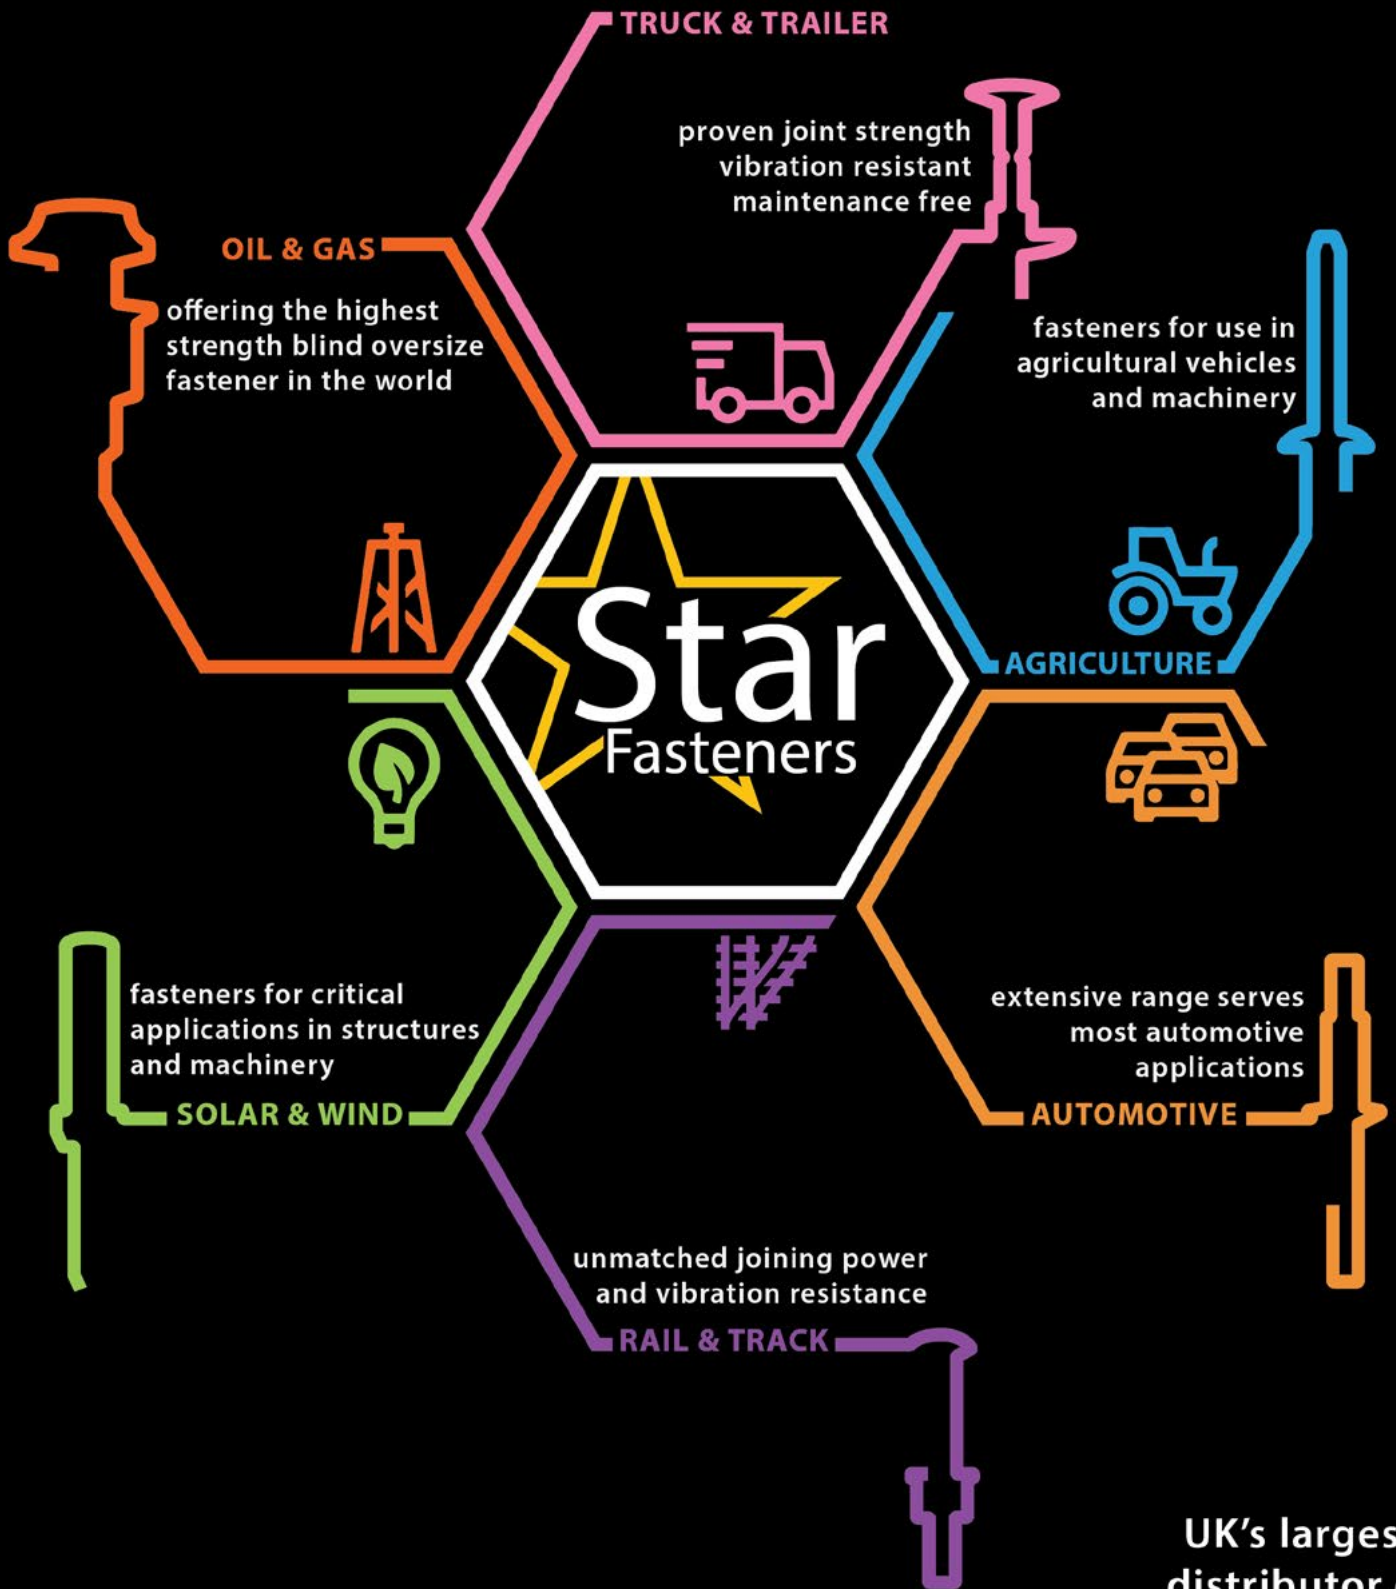 TRUCK & TRAILER
proven joint strength
vibration resistant
maintenance free
OIL & GAS
offering the highest
strength blind oversize
fastener in the world
fasteners for use in
agricultural vehicles
and machinery
AGRICULTURE
Star
Fasteners
fasteners for critical
applications in structures
and machinery
SOLAR & WIND
extensive range serves
most automotive
applications
AUTOMOTIVE
unmatched joining power
and vibration resistance
RAIL & TRACK
UK's larges
distributor